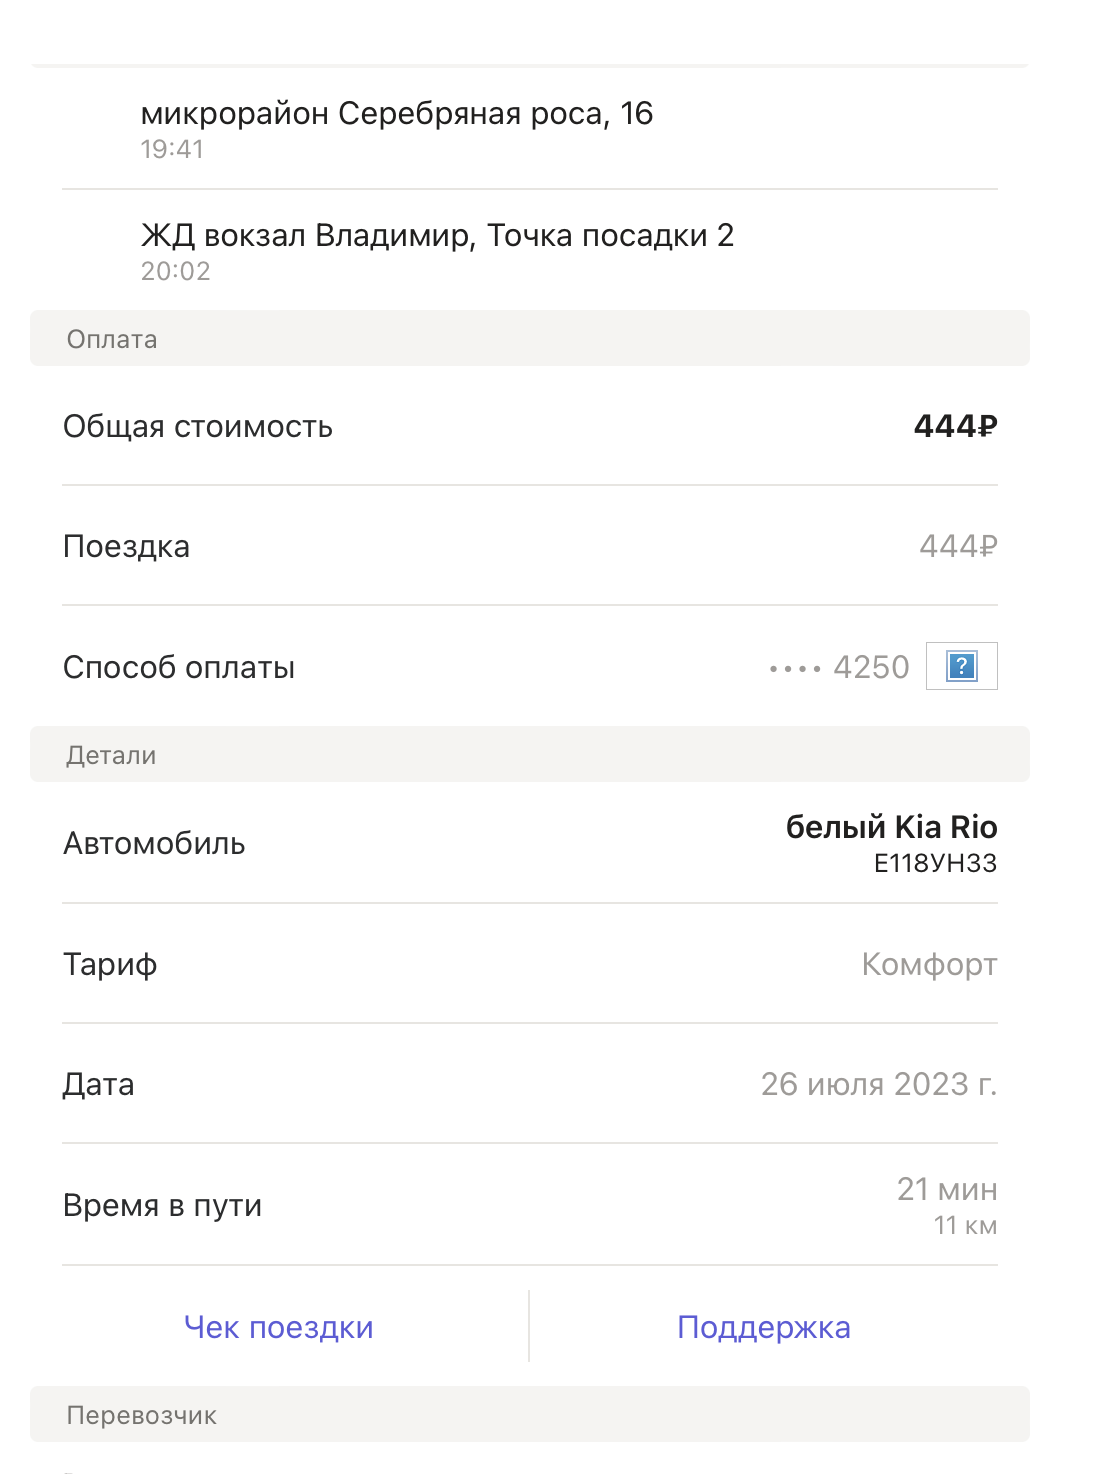 микрорайон Серебряная роса, 16
19:41
ЖД вокзал Владимир, Точка посадки 2
20:02
Оплата
Общая стоимость 444₽
Поездка 444₽
Способ оплаты •••• 4250 ?
Детали
Автомобиль белый Kia Rio
Е118УН33
Тариф Комфорт
Дата 26 июля 2023 г.
Время в пути 21 мин
11 км
Чек поездки Поддержка
Перевозчик